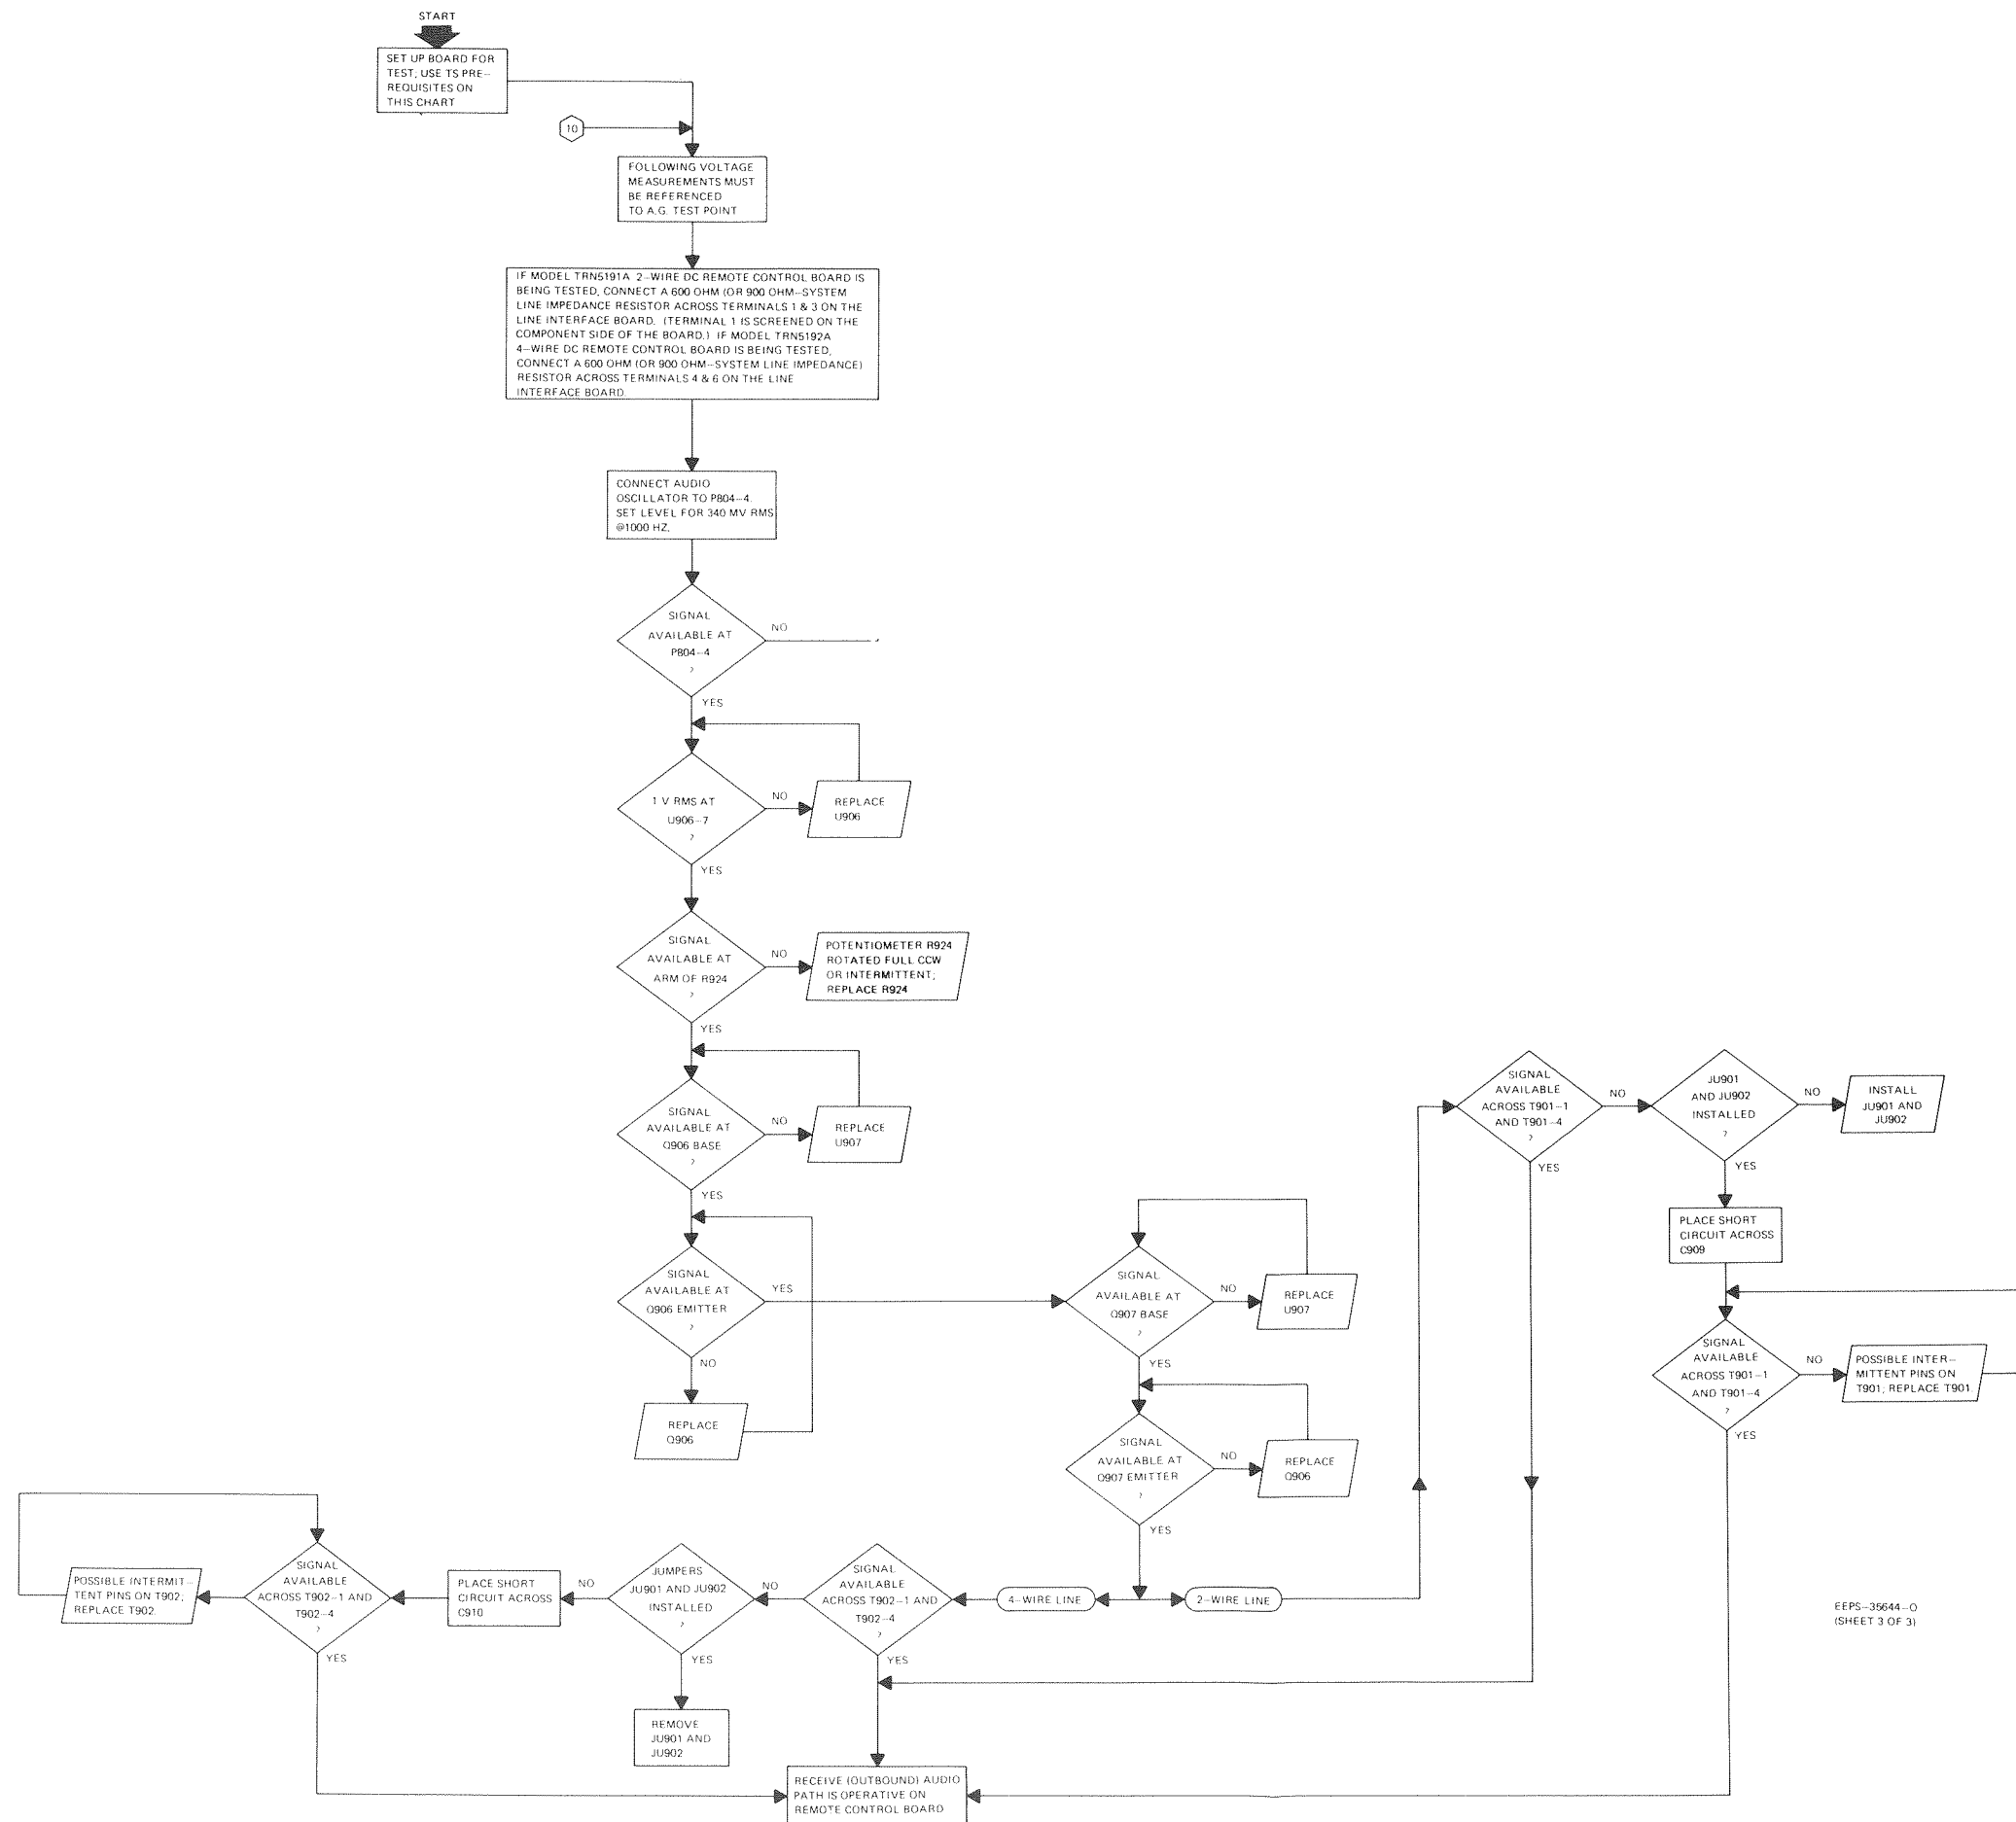 START
SET UP BOARD FOR
TEST; USE TS PRE-
REQUISITES ON
THIS CHART
10
FOLLOWING VOLTAGE
MEASUREMENTS MUST
BE REFERENCED
TO A.G. TEST POINT
IF MODEL TRN5191A 2-WIRE DC REMOTE CONTROL BOARD IS
BEING TESTED, CONNECT A 600 OHM (OR 900 OHM-SYSTEM
LINE IMPEDANCE RESISTOR ACROSS TERMINALS 1 & 3 ON THE
LINE INTERFACE BOARD. (TERMINAL 1 IS SCREENED ON THE
COMPONENT SIDE OF THE BOARD.) IF MODEL TRN5192A
4-WIRE DC REMOTE CONTROL BOARD IS BEING TESTED,
CONNECT A 600 OHM (OR 900 OHM-SYSTEM LINE IMPEDANCE)
RESISTOR ACROSS TERMINALS 4 & 6 ON THE LINE
INTERFACE BOARD.
CONNECT AUDIO
OSCILLATOR TO P804-4.
SET LEVEL FOR 340 MV RMS
@1000 HZ.
SIGNAL
AVAILABLE AT
P804-4
?
NO
YES
1 V RMS AT
U906-7
?
NO
REPLACE
U906
YES
SIGNAL
AVAILABLE AT
ARM OF R924
?
NO
POTENTIOMETER R924
ROTATED FULL CCW
OR INTERMITTENT;
REPLACE R924
YES
SIGNAL
AVAILABLE AT
Q906 BASE
?
NO
REPLACE
U907
YES
SIGNAL
AVAILABLE AT
Q906 EMITTER
?
YES
NO
REPLACE
Q906
SIGNAL
AVAILABLE AT
Q907 BASE
?
NO
REPLACE
U907
YES
SIGNAL
AVAILABLE AT
Q907 EMITTER
?
NO
REPLACE
Q906
YES
4-WIRE LINE
2-WIRE LINE
SIGNAL
AVAILABLE
ACROSS T901-1
AND T901-4
?
NO
YES
JU901
AND JU902
INSTALLED
?
NO
INSTALL
JU901 AND
JU902
YES
PLACE SHORT
CIRCUIT ACROSS
C909
SIGNAL
AVAILABLE
ACROSS T901-1
AND T901-4
?
NO
POSSIBLE INTER-
MITTENT PINS ON
T901; REPLACE T901.
YES
SIGNAL
AVAILABLE
ACROSS T902-1 AND
T902-4
?
NO
YES
JUMPERS
JU901 AND JU902
INSTALLED
?
NO
YES
REMOVE
JU901 AND
JU902
PLACE SHORT
CIRCUIT ACROSS
C910
SIGNAL
AVAILABLE
ACROSS T902-1 AND
T902-4
?
YES
POSSIBLE INTERMIT-
TENT PINS ON T902;
REPLACE T902.
RECEIVE (OUTBOUND) AUDIO
PATH IS OPERATIVE ON
REMOTE CONTROL BOARD
EEPS-35644-O
(SHEET 3 OF 3)